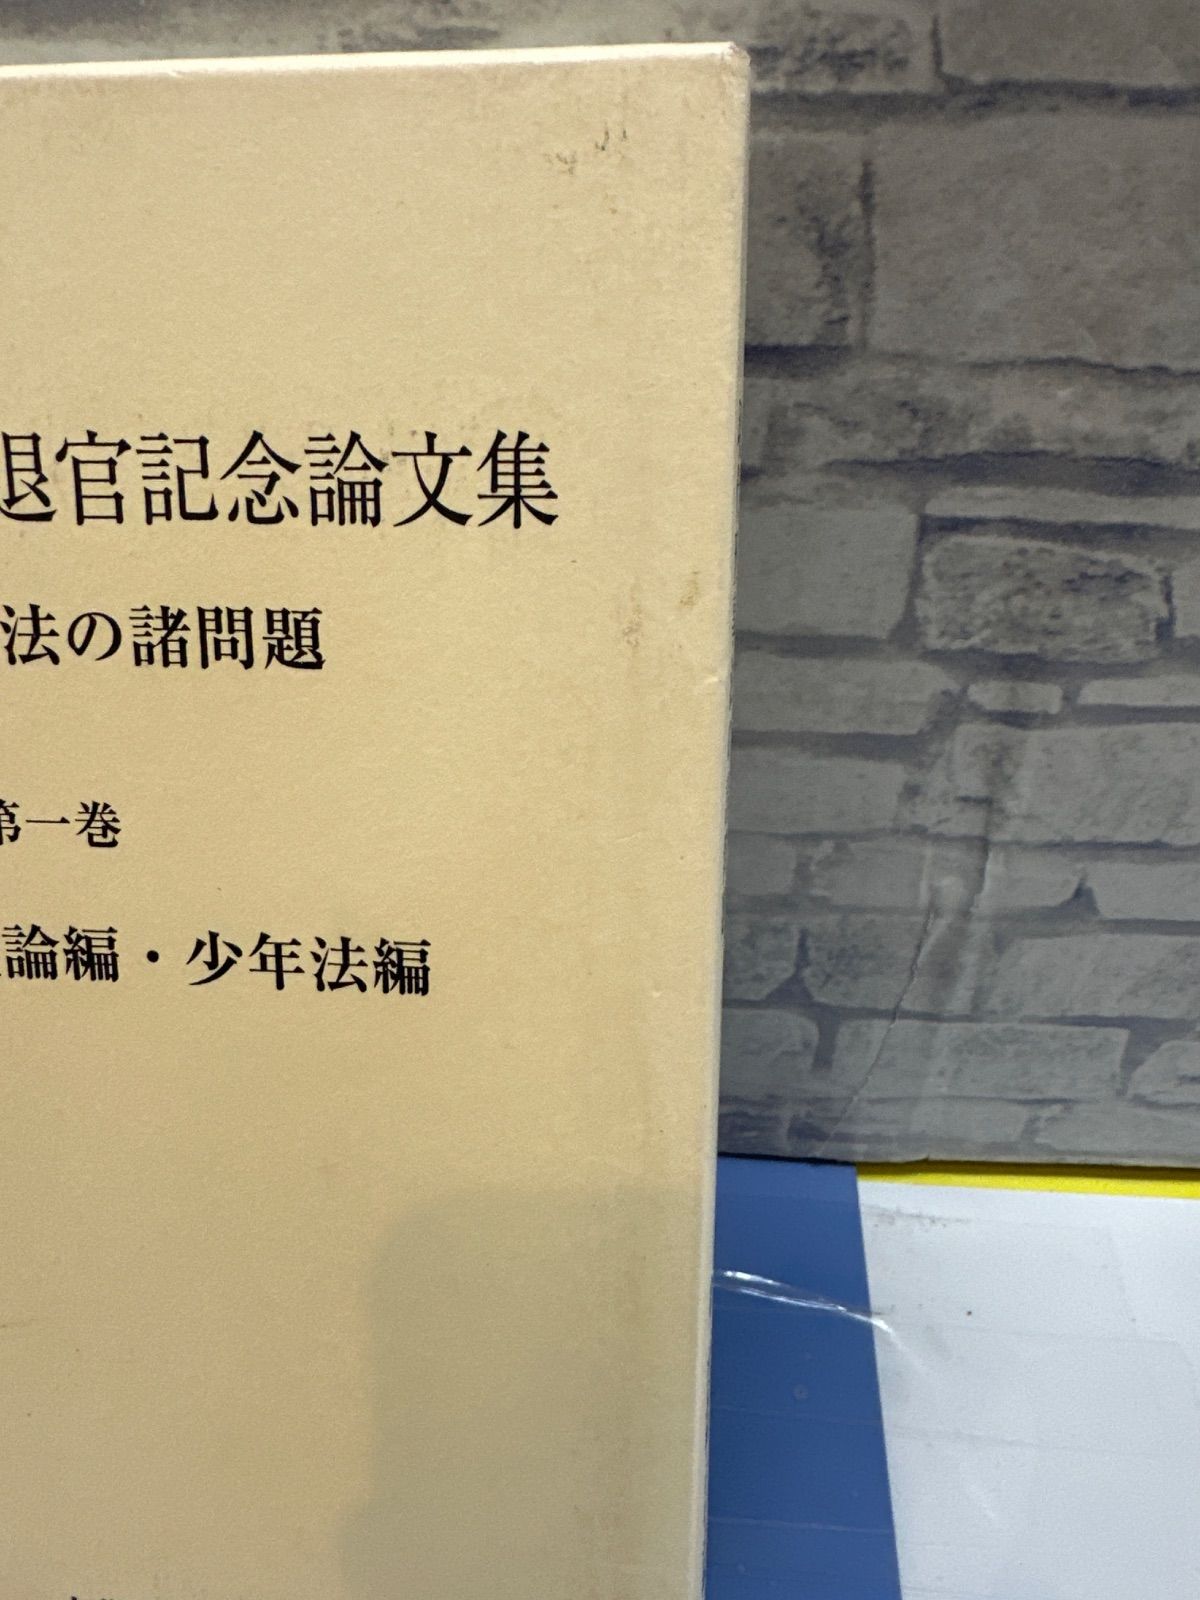 退官記念論文集
法の諸問題
第一巻
論編・少年法編